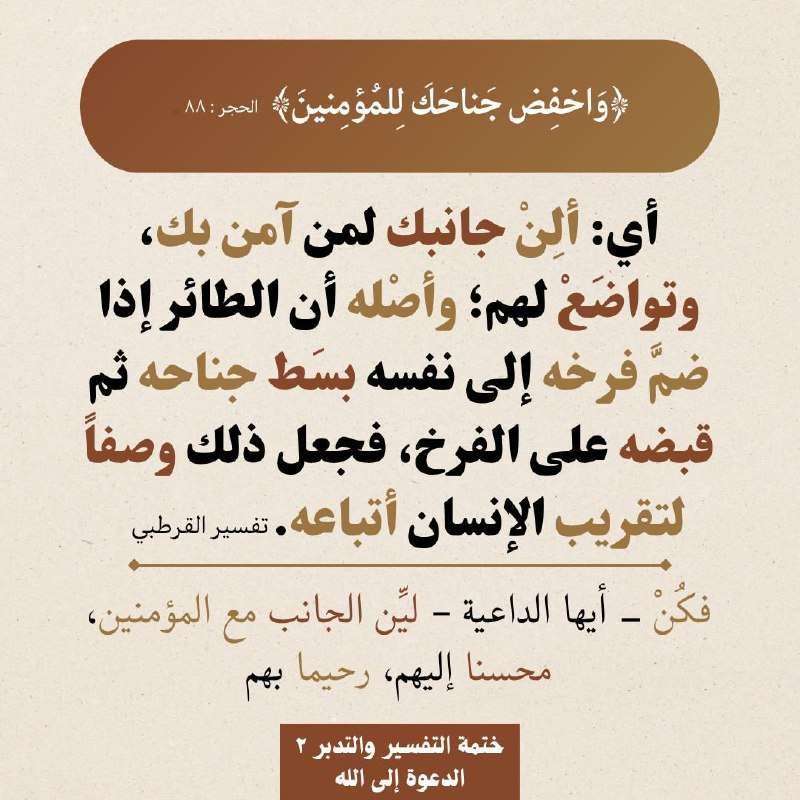 ﴿وَاخفِض جَناحَكَ لِلمُؤمِنينَ﴾ الحجر : ٨٨
أي: ألِنْ جانبك لمن آمن بك،
وتواضَعْ لهم؛ وأصْله أن الطائر إذا
ضمَّ فرخه إلى نفسه بسَط جناحه ثم
قبضه على الفرخ، فجعل ذلك وصفاً
لتقريب الإنسان أتباعه. تفسير القرطبي
فكُنْ – أيها الداعية – ليِّن الجانب مع المؤمنين،
محسنا إليهم، رحيما بهم
ختمة التفسير والتدبر ٢
الدعوة إلى الله